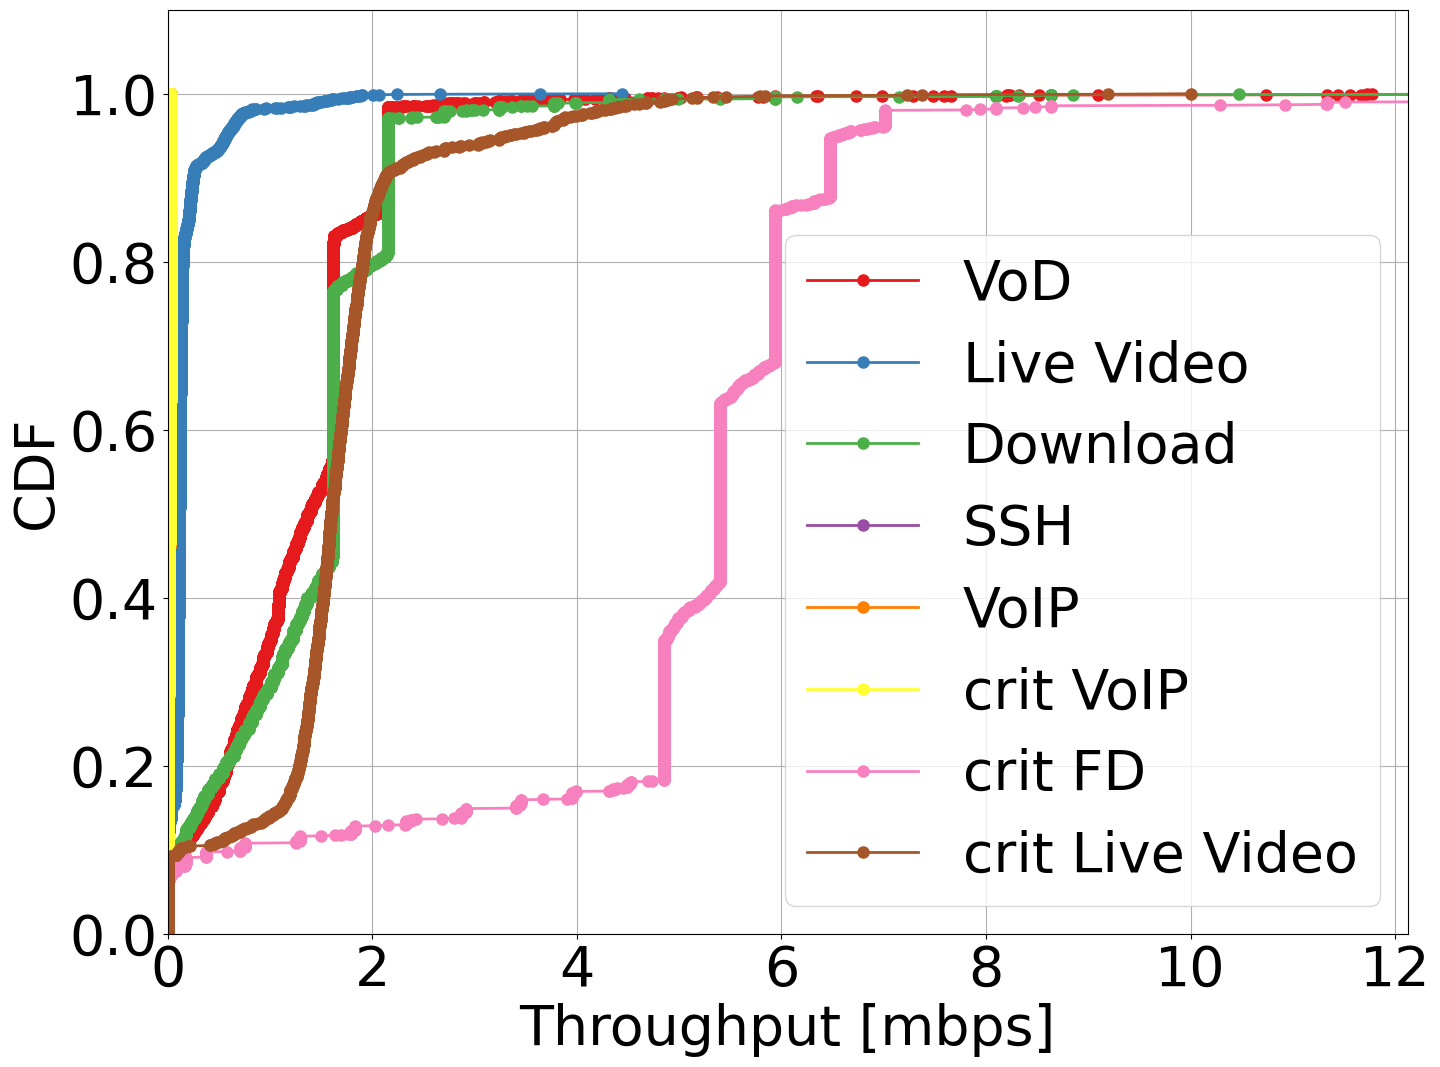 1.0
0.8
0.6
0.4
0.2
0.0
CDF
0 2 4 6 8 10 12
Throughput [mbps]
VoD
Live Video
Download
SSH
VoIP
crit VoIP
crit FD
crit Live Video